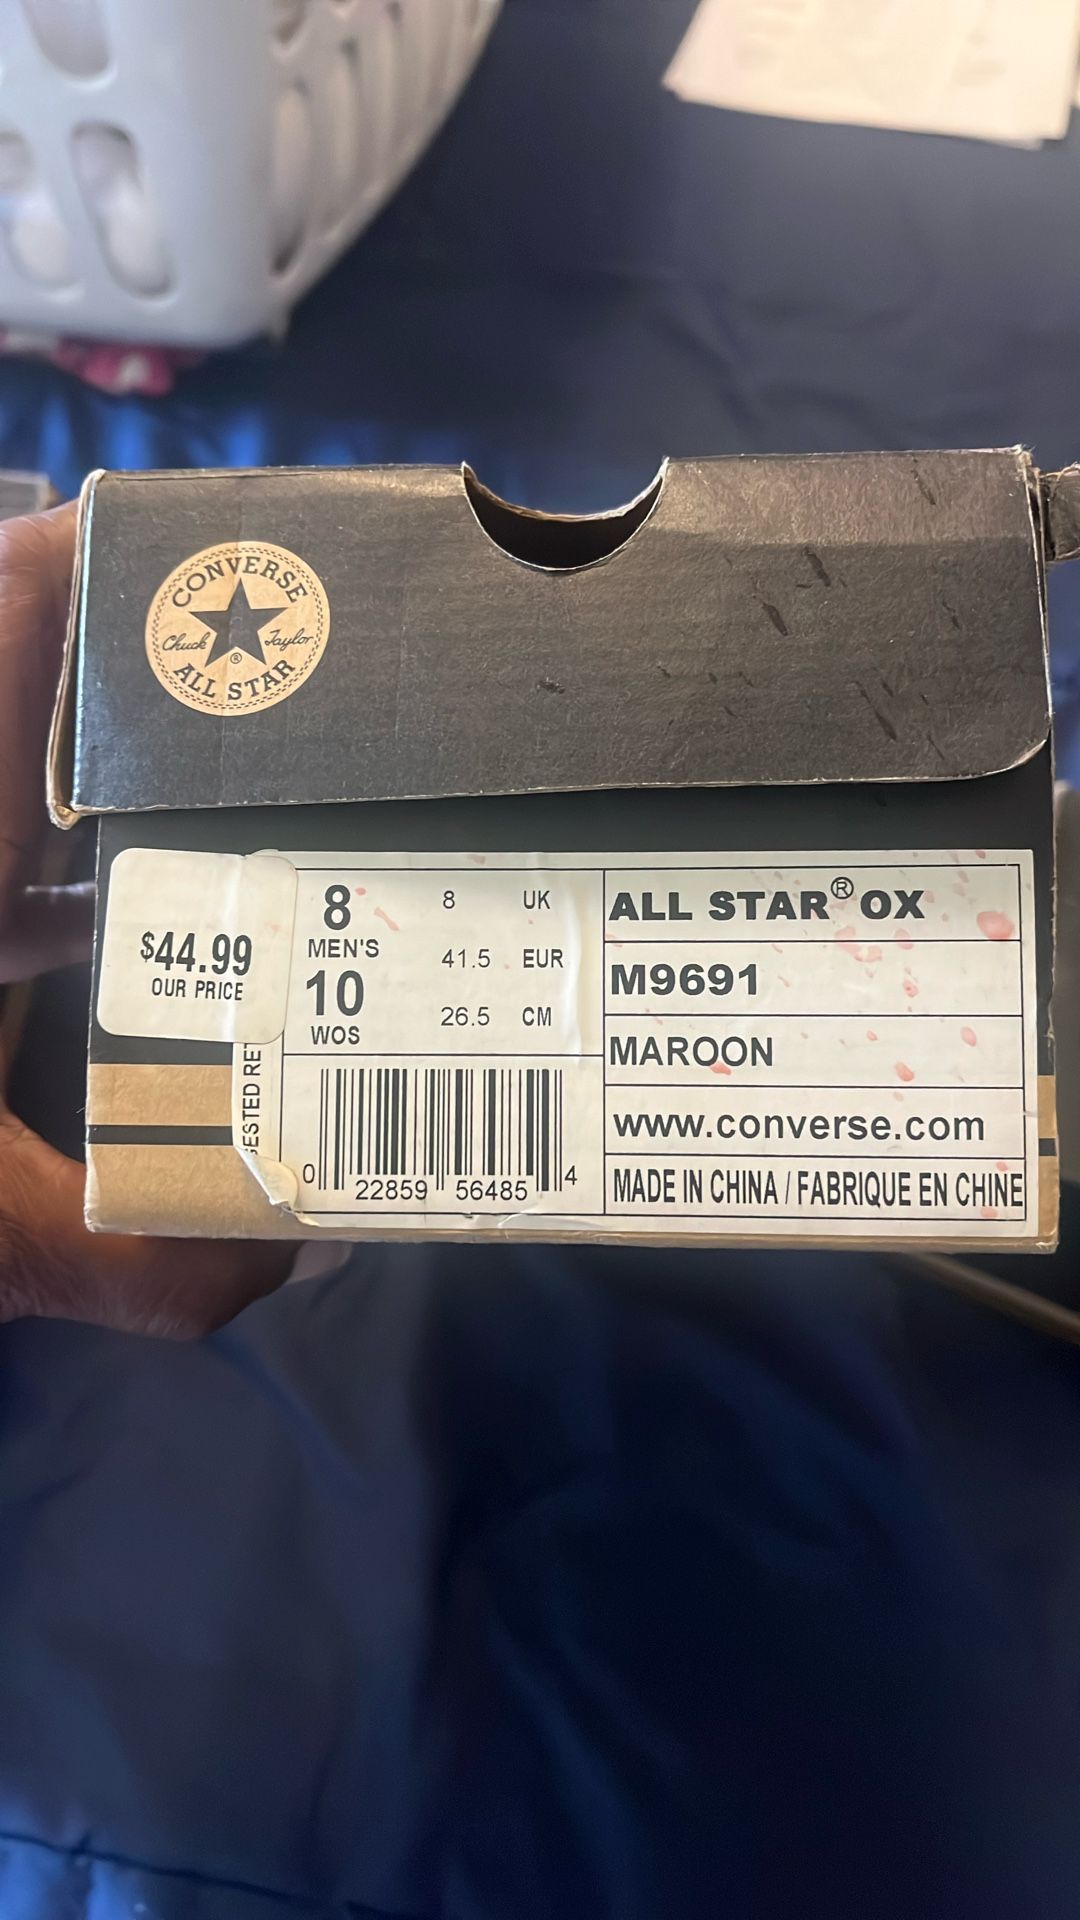 CONVERSE
Chuck Taylor
®
ALL STAR
$44.99
OUR PRICE
8
MEN'S
10
WOS
8 UK
41.5 EUR
26.5 CM
ALL STAR® OX
M9691
MAROON
www.converse.com
MADE IN CHINA / FABRIQUE EN CHINE
0 22859 56485 4